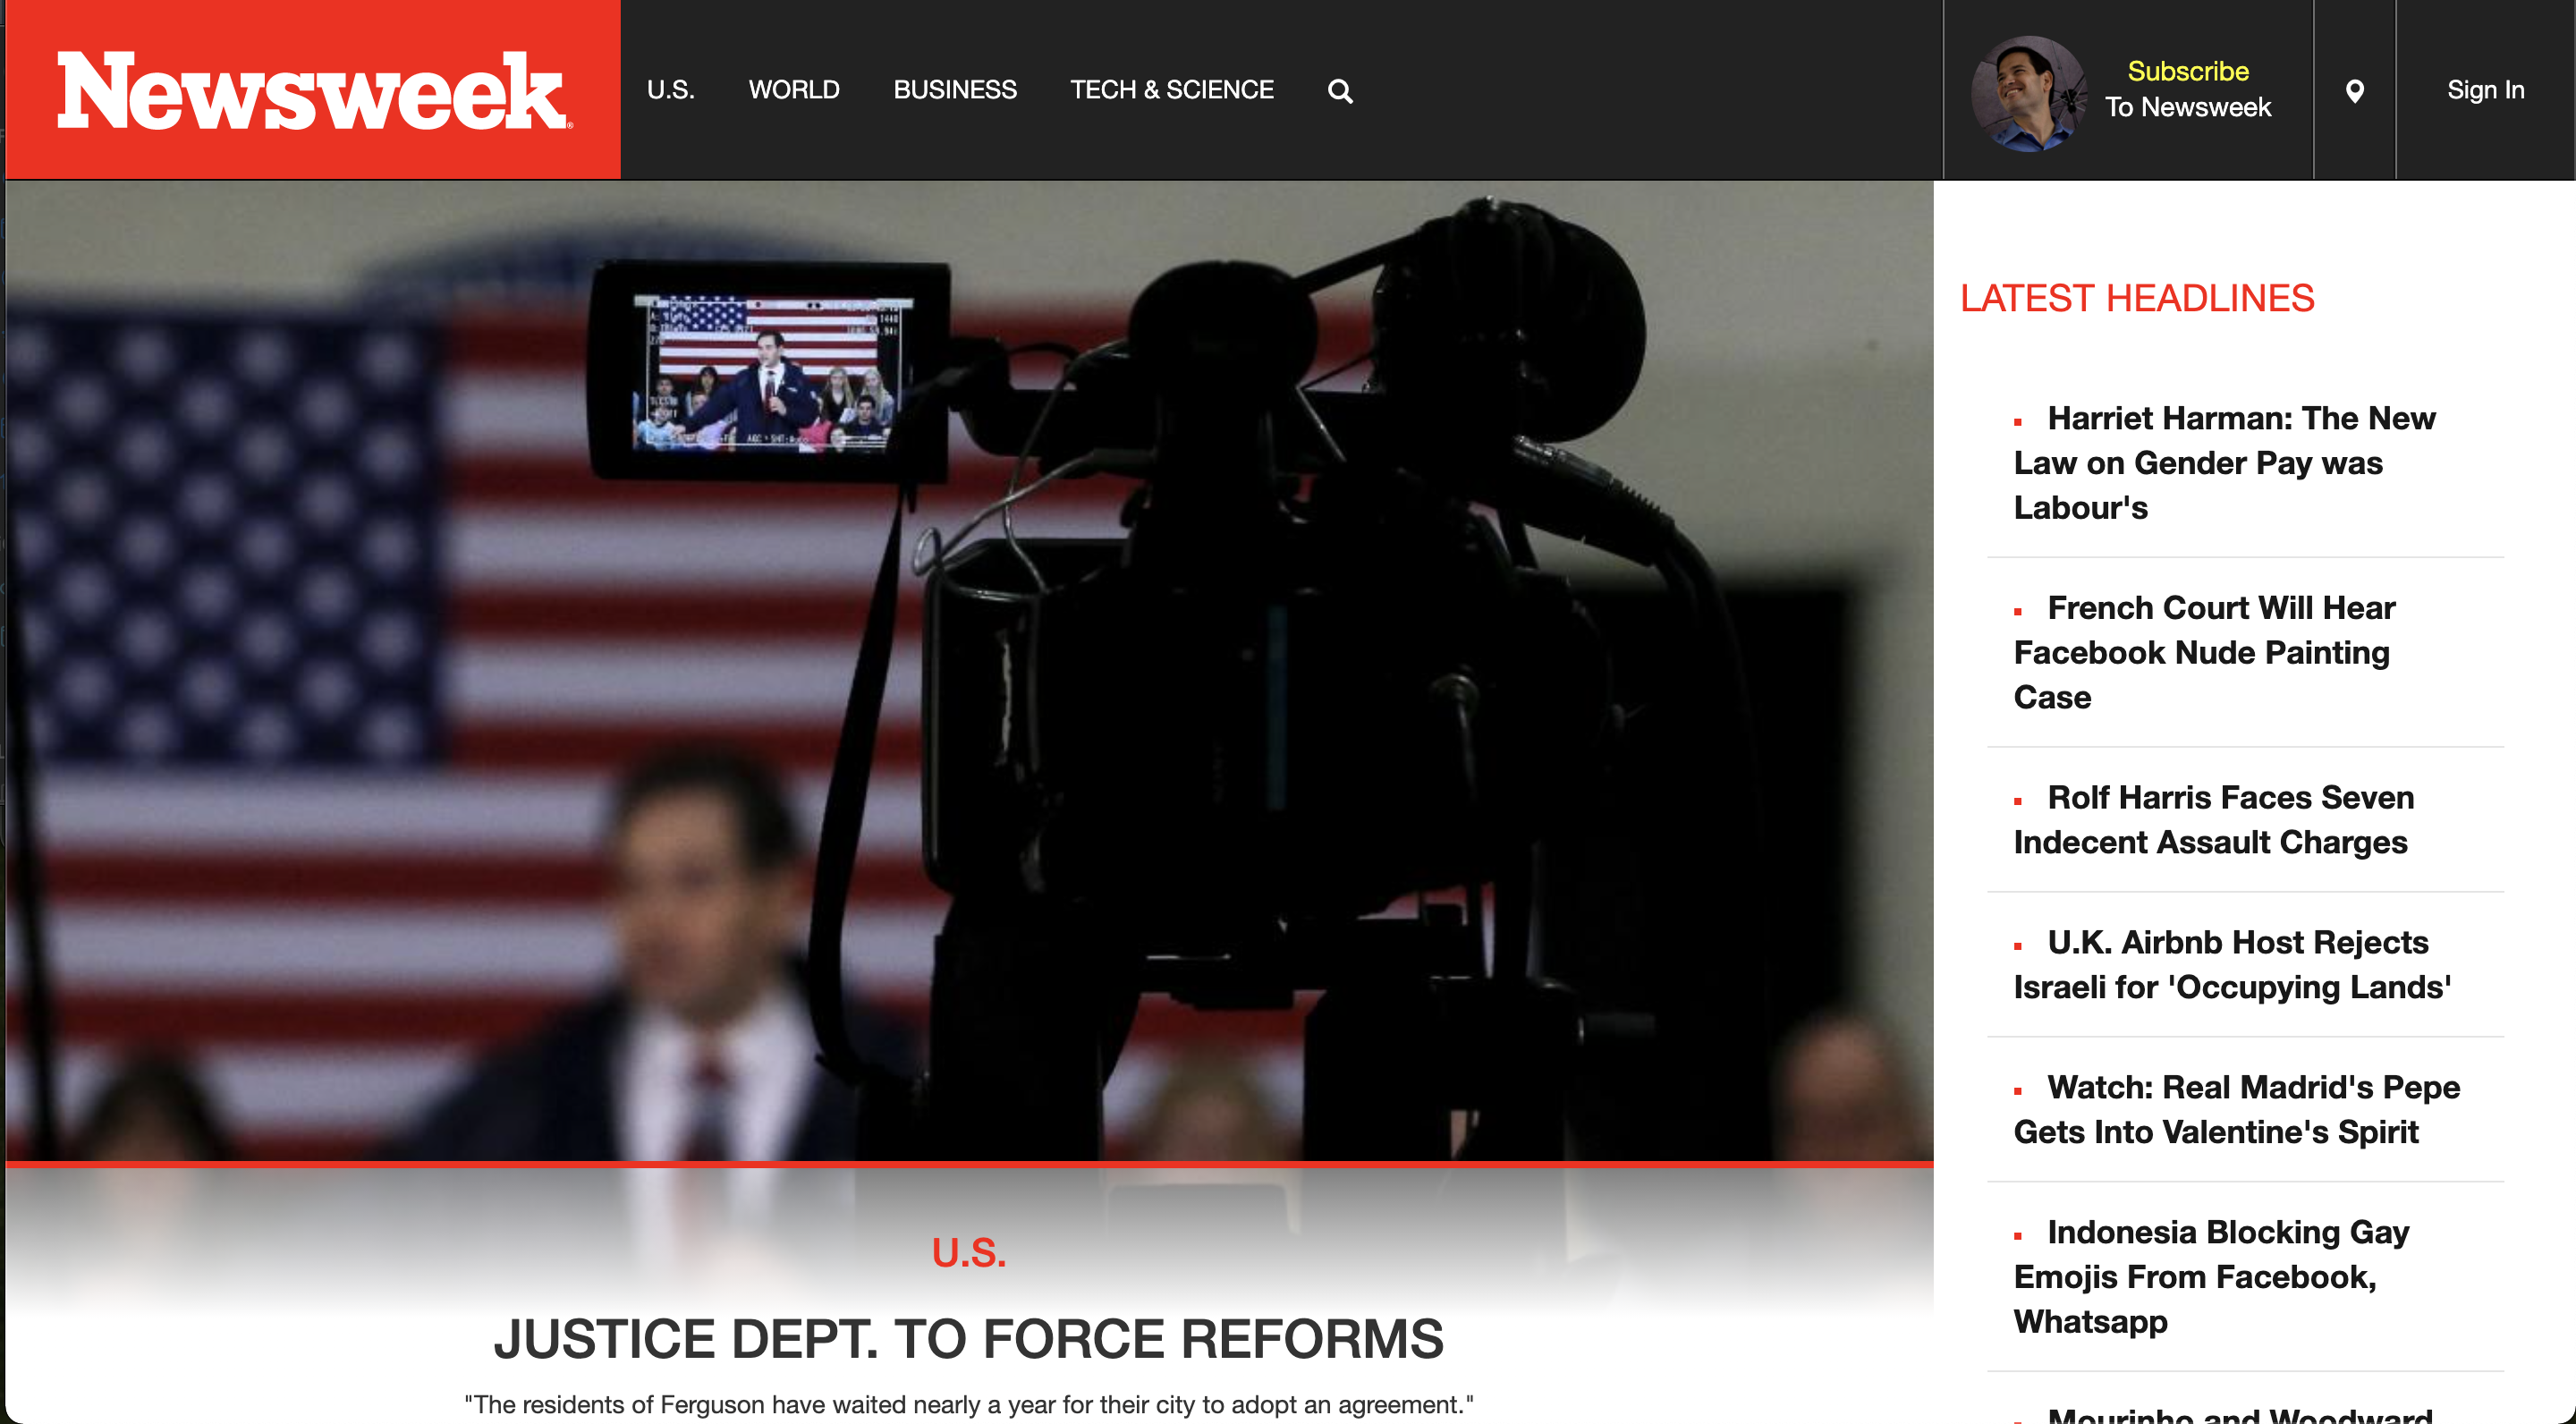 Newsweek
U.S.
WORLD
BUSINESS
TECH & SCIENCE
Subscribe
To Newsweek
Sign In
LATEST HEADLINES
Harriet Harman: The New
Law on Gender Pay was
Labour's
French Court Will Hear
Facebook Nude Painting
Case
Rolf Harris Faces Seven
Indecent Assault Charges
U.K. Airbnb Host Rejects
Israeli for 'Occupying Lands'
Watch: Real Madrid's Pepe
Gets Into Valentine's Spirit
Indonesia Blocking Gay
Emojis From Facebook,
Whatsapp
Mourinho and Woodward
U.S.
JUSTICE DEPT. TO FORCE REFORMS
"The residents of Ferguson have waited nearly a year for their city to adopt an agreement."